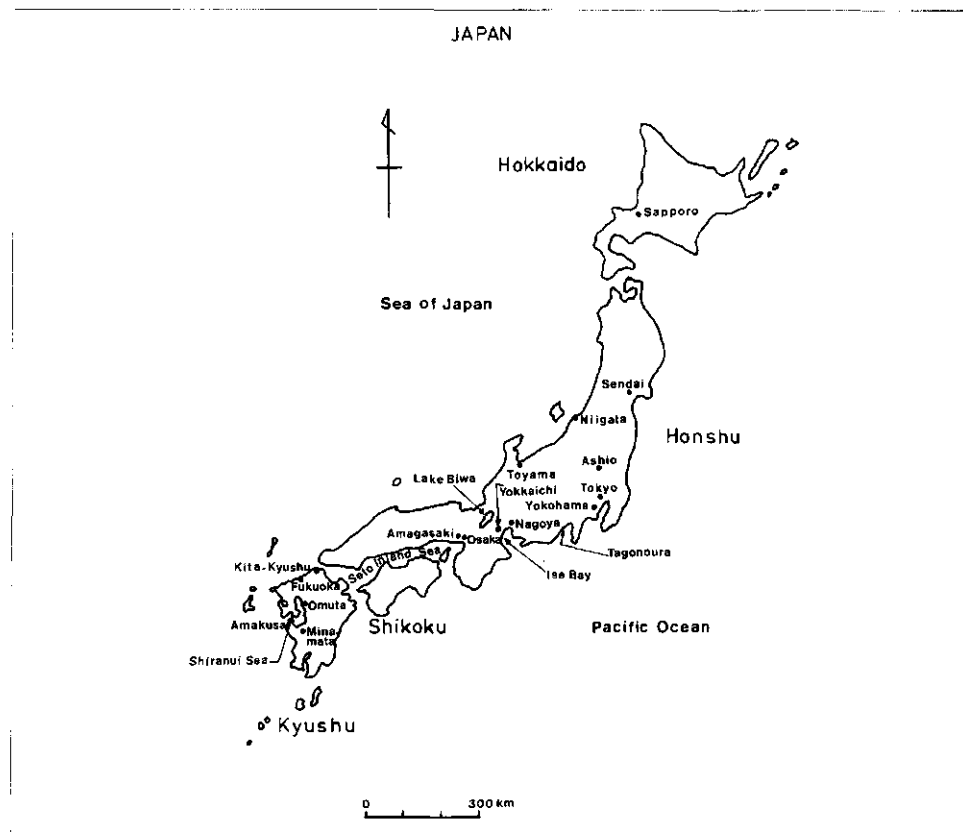 JAPAN
Hokkaido
Sapporo
Sea of Japan
Sendai
Niigata
Honshu
Ashio
Toyama
Lake Biwa
Yokkaichi
Tokyo
Yokohama
Nagoya
Amagasaki
Osaka
Tagonoura
Seto Inland Sea
Kita-Kyushu
Ise Bay
Fukuoka
Omuta
Amakusa
Shikoku
Pacific Ocean
Mina-
mata
Shiranui Sea
Kyushu
0 300 km